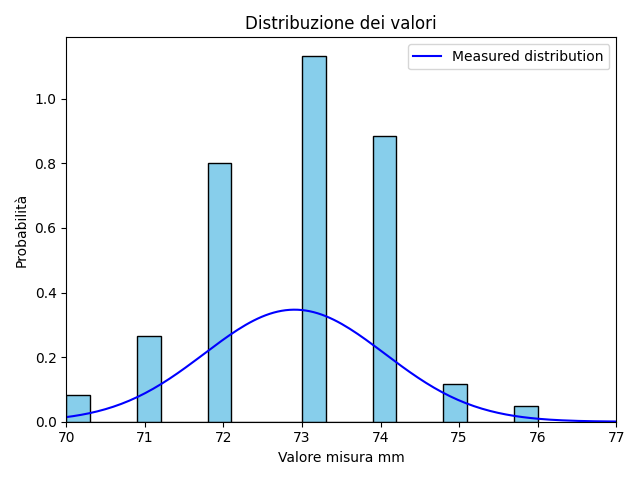 Distribuzione dei valori
Measured distribution
Probabilità
1.0
0.8
0.6
0.4
0.2
0.0
70 71 72 73 74 75 76 77
Valore misura mm